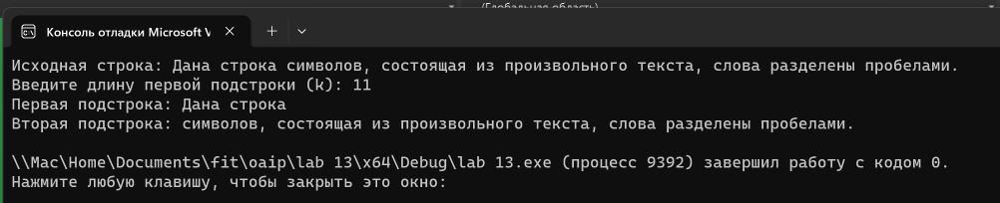 (Глобальная область)
Консоль отладки Microsoft V
Исходная строка: Дана строка символов, состоящая из произвольного текста, слова разделены пробелами.
Введите длину первой подстроки (k): 11
Первая подстрока: Дана строка
Вторая подстрока: символов, состоящая из произвольного текста, слова разделены пробелами.
\\Mac\Home\Documents\fit\oaip\lab 13\x64\Debug\lab 13.exe (процесс 9392) завершил работу с кодом 0.
Нажмите любую клавишу, чтобы закрыть это окно: